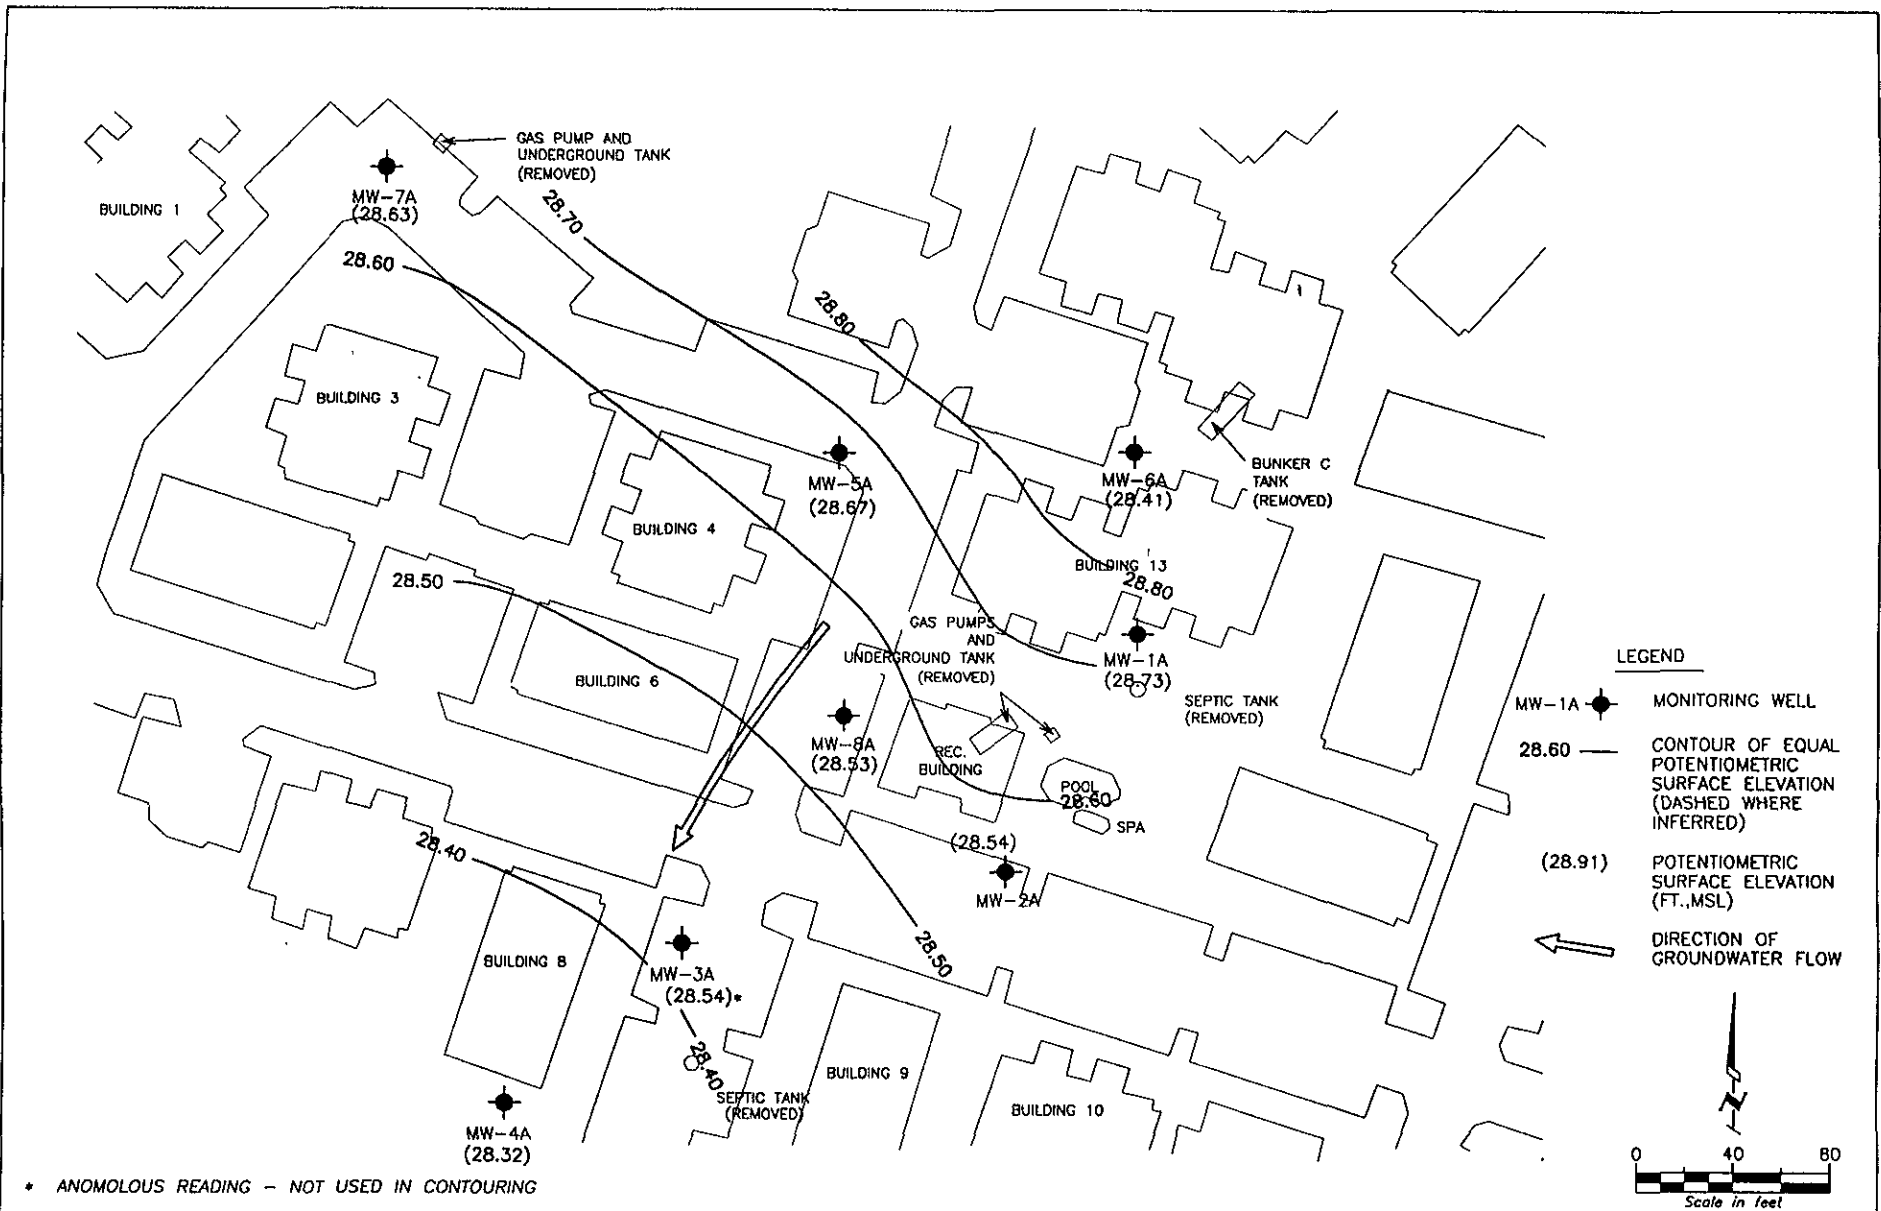 GAS PUMP AND
UNDERGROUND TANK
(REMOVED)
MW-7A
(28.63)
BUILDING 1
28.70
28.60
28.80
BUILDING 3
MW-5A
(28.67)
MW-6A
(28.41)
BUNKER C
TANK
(REMOVED)
BUILDING 4
28.50
BUILDING 13
28.80
GAS PUMPS
AND
UNDERGROUND TANK
(REMOVED)
MW-1A
(28.73)
SEPTIC TANK
(REMOVED)
BUILDING 6
MW-8A
(28.53)
REC.
BUILDING
POOL
28.60
SPA
28.40
(28.54)
MW-2A
28.50
BUILDING 8
MW-3A
(28.54)*
28.40
SEPTIC TANK
(REMOVED)
BUILDING 9
BUILDING 10
MW-4A
(28.32)
* ANOMOLOUS READING - NOT USED IN CONTOURING
LEGEND
MW-1A MONITORING WELL
28.60 CONTOUR OF EQUAL
POTENTIOMETRIC
SURFACE ELEVATION
(DASHED WHERE
INFERRED)
(28.91) POTENTIOMETRIC
SURFACE ELEVATION
(FT.,MSL)
DIRECTION OF
GROUNDWATER FLOW
N
0 40 80
Scale in feet